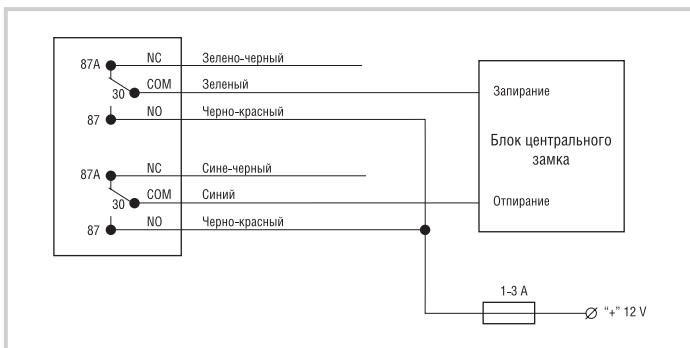 87A NC Зелено-черный
30 COM Зеленый
87 NO Черно-красный
87A NC Сине-черный
30 COM Синий
87 NO Черно-красный
Запирание
Блок центрального
замка
Отпирание
1-3 А
“+” 12 V